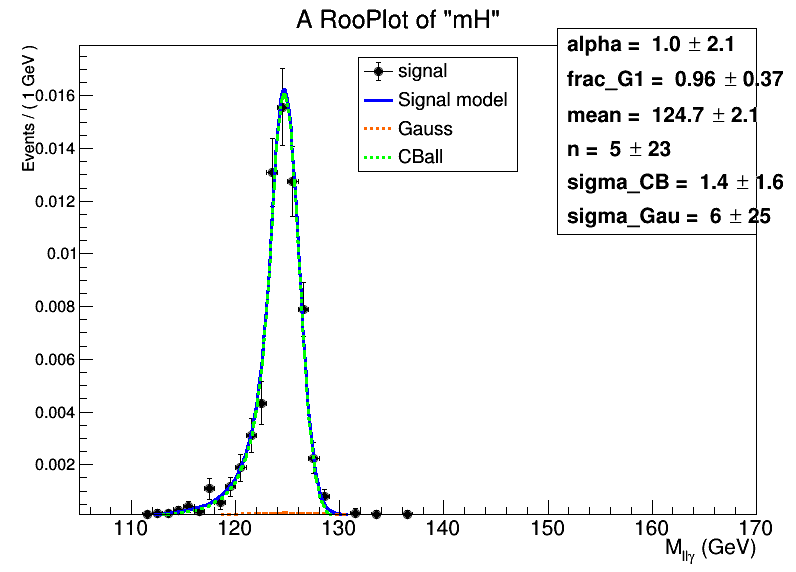 A RooPlot of "mH"
Events / ( 1 GeV )
0.016
0.014
0.012
0.01
0.008
0.006
0.004
0.002
signal
Signal model
Gauss
CBall
alpha = 1.0 ± 2.1
frac_G1 = 0.96 ± 0.37
mean = 124.7 ± 2.1
n = 5 ± 23
sigma_CB = 1.4 ± 1.6
sigma_Gau = 6 ± 25
110 120 130 140 150 160 170
M_llγ (GeV)